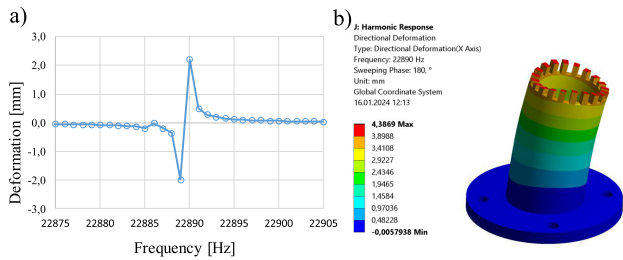 a)
Deformation [mm]
3,0
2,0
1,0
0,0
-1,0
-2,0
-3,0
22875 22880 22885 22890 22895 22900 22905
Frequency [Hz]
b)
J: Harmonic Response
Directional Deformation
Type: Directional Deformation(X Axis)
Frequency: 22890 Hz
Sweeping Phase: 180, °
Unit: mm
Global Coordinate System
16.01.2024 12:13
4,3869 Max
3,8988
3,4108
2,9227
2,4346
1,9465
1,4584
0,97036
0,48228
-0,0057938 Min